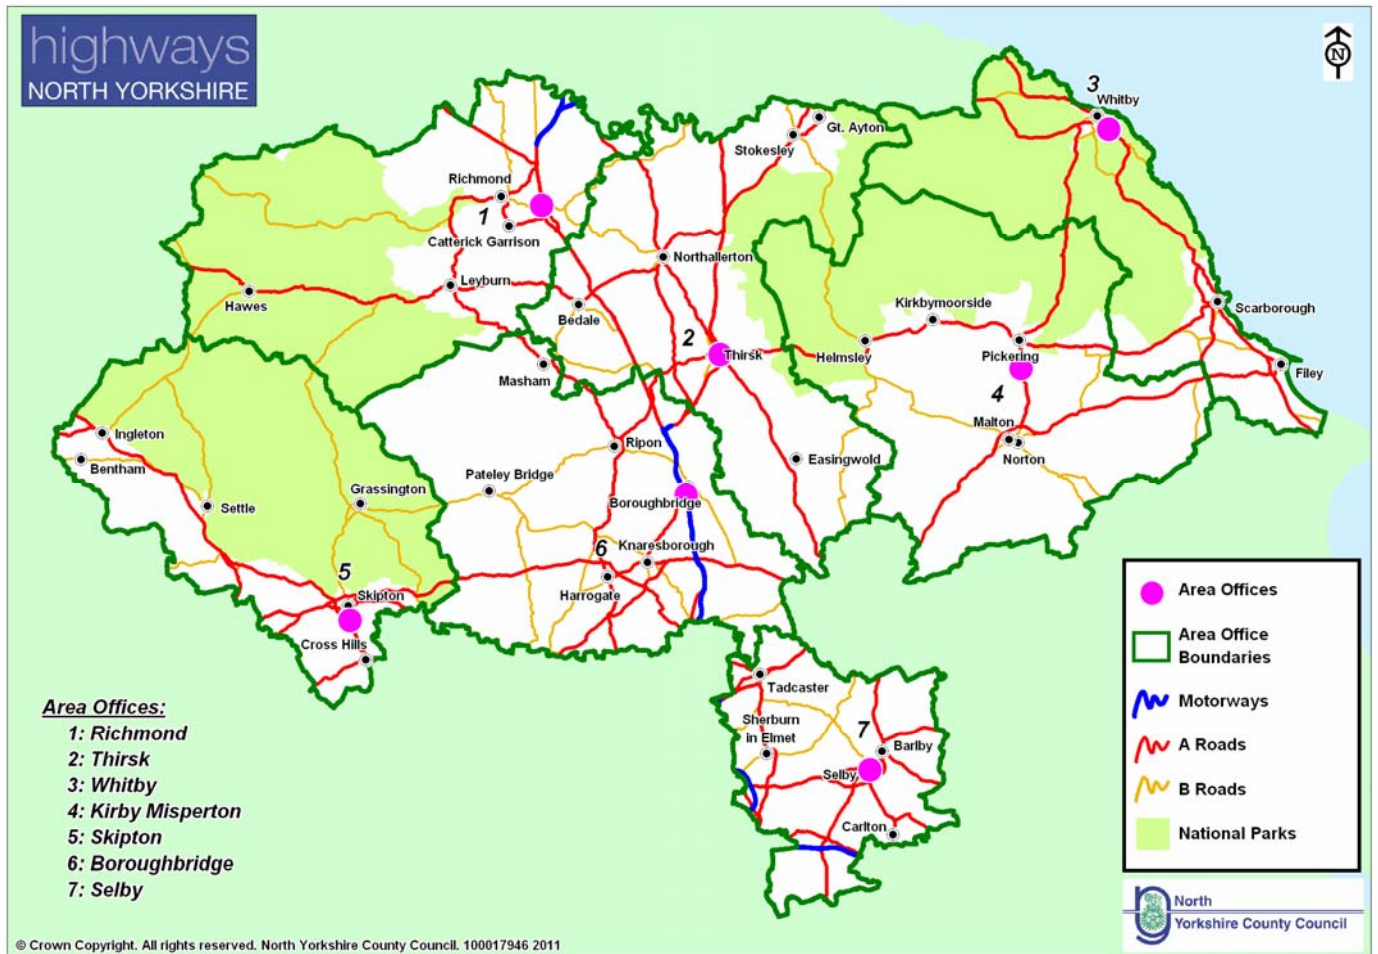 highways
NORTH YORKSHIRE
N
3
Whitby
Gt. Ayton
Stokesley
Richmond
1
Catterick Garrison
Northallerton
Leyburn
Hawes
Bedale
Kirkbymoorside
Scarborough
2
Thirsk
Helmsley
Pickering
Masham
Filey
4
Malton
Norton
Ingleton
Bentham
Ripon
Easingwold
Pateley Bridge
Grassington
Settle
Boroughbridge
6
Knaresborough
5
Skipton
Harrogate
Cross Hills
Tadcaster
Sherburn
in Elmet
7
Barlby
Selby
Carlton
Area Offices:
1: Richmond
2: Thirsk
3: Whitby
4: Kirby Misperton
5: Skipton
6: Boroughbridge
7: Selby
Area Offices
Area Office
Boundaries
Motorways
A Roads
B Roads
National Parks
North
Yorkshire County Council
© Crown Copyright. All rights reserved. North Yorkshire County Council. 100017946 2011